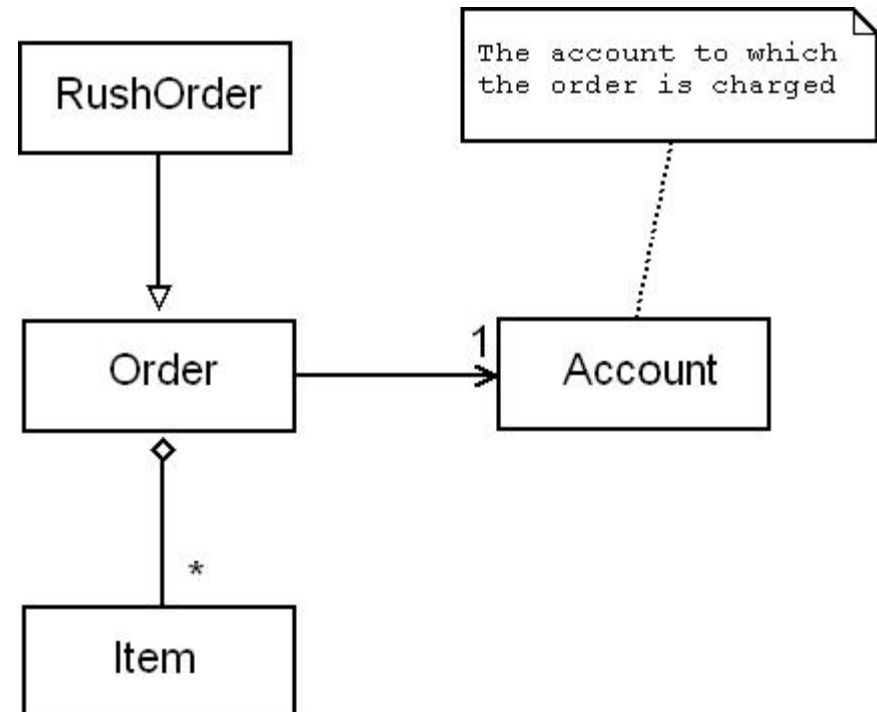 RushOrder
The account to which
the order is charged
Order
1
Account
*
Item